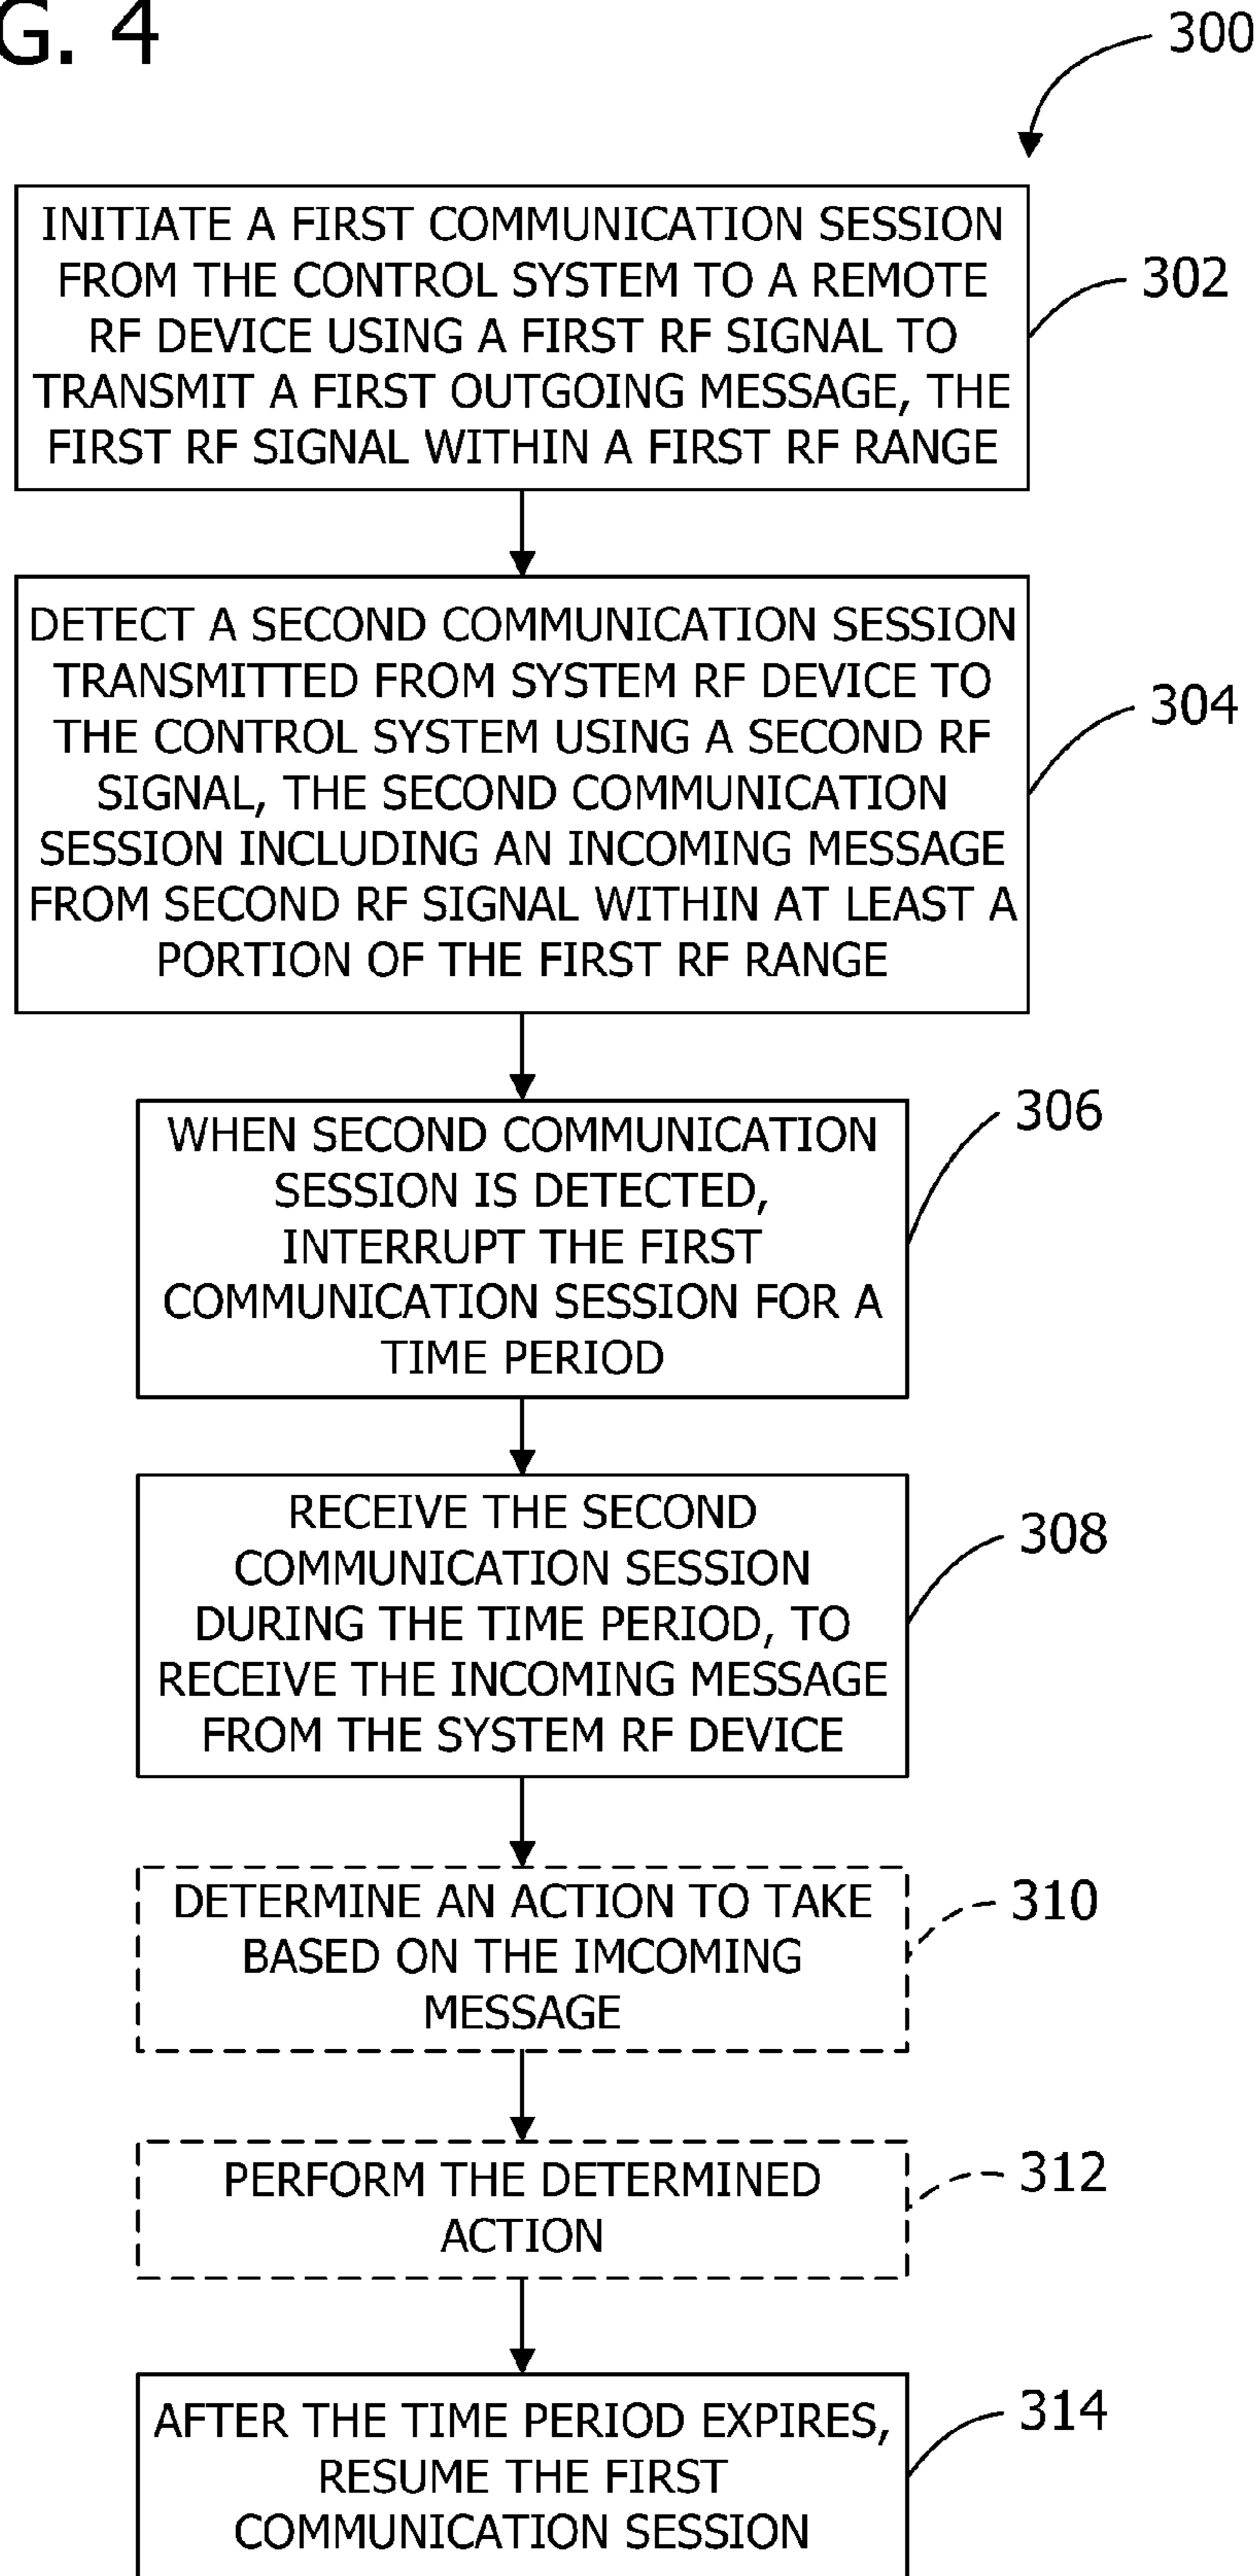 G. 4
300
INITIATE A FIRST COMMUNICATION SESSION
FROM THE CONTROL SYSTEM TO A REMOTE
RF DEVICE USING A FIRST RF SIGNAL TO
TRANSMIT A FIRST OUTGOING MESSAGE, THE
FIRST RF SIGNAL WITHIN A FIRST RF RANGE
302
DETECT A SECOND COMMUNICATION SESSION
TRANSMITTED FROM SYSTEM RF DEVICE TO
THE CONTROL SYSTEM USING A SECOND RF
SIGNAL, THE SECOND COMMUNICATION
SESSION INCLUDING AN INCOMING MESSAGE
FROM SECOND RF SIGNAL WITHIN AT LEAST A
PORTION OF THE FIRST RF RANGE
304
WHEN SECOND COMMUNICATION
SESSION IS DETECTED,
INTERRUPT THE FIRST
COMMUNICATION SESSION FOR A
TIME PERIOD
306
RECEIVE THE SECOND
COMMUNICATION SESSION
DURING THE TIME PERIOD, TO
RECEIVE THE INCOMING MESSAGE
FROM THE SYSTEM RF DEVICE
308
DETERMINE AN ACTION TO TAKE
BASED ON THE IMCOMING
MESSAGE
310
PERFORM THE DETERMINED
ACTION
312
AFTER THE TIME PERIOD EXPIRES,
RESUME THE FIRST
COMMUNICATION SESSION
314